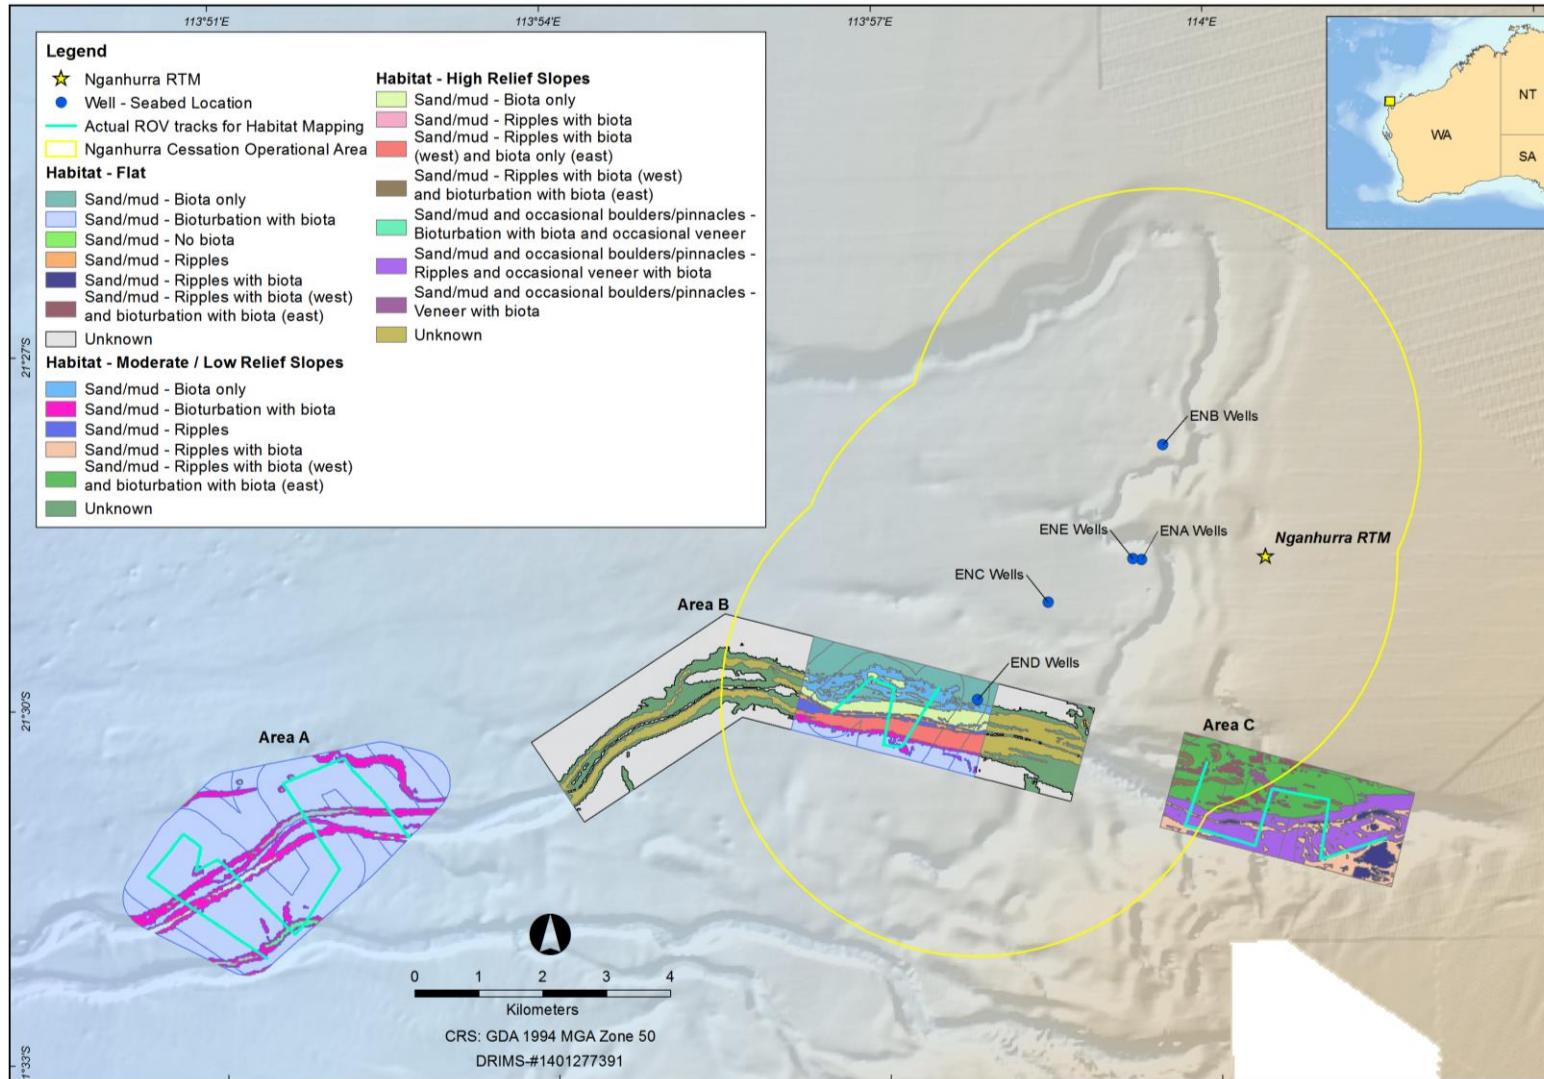 113°51'E
113°54'E
113°57'E
114°E
Legend
Nganhurra RTM
Well - Seabed Location
Actual ROV tracks for Habitat Mapping
Nganhurra Cessation Operational Area
Habitat - Flat
Sand/mud - Biota only
Sand/mud - Bioturbation with biota
Sand/mud - No biota
Sand/mud - Ripples
Sand/mud - Ripples with biota
Sand/mud - Ripples with biota (west)
and bioturbation with biota (east)
Unknown
Habitat - Moderate / Low Relief Slopes
Sand/mud - Biota only
Sand/mud - Bioturbation with biota
Sand/mud - Ripples
Sand/mud - Ripples with biota
Sand/mud - Ripples with biota (west)
and bioturbation with biota (east)
Unknown
Habitat - High Relief Slopes
Sand/mud - Biota only
Sand/mud - Ripples with biota
Sand/mud - Ripples with biota
(west) and biota only (east)
Sand/mud - Ripples with biota (west)
and bioturbation with biota (east)
Sand/mud and occasional boulders/pinnacles -
Bioturbation with biota and occasional veneer
Sand/mud and occasional boulders/pinnacles -
Ripples and occasional veneer with biota
Sand/mud and occasional boulders/pinnacles -
Veneer with biota
Unknown
NT
WA
SA
21°27'S
21°30'S
21°33'S
ENB Wells
ENE Wells
ENA Wells
Nganhurra RTM
ENC Wells
Area B
END Wells
Area A
Area C
0 1 2 3 4
Kilometers
CRS: GDA 1994 MGA Zone 50
DRIMS-#1401277391